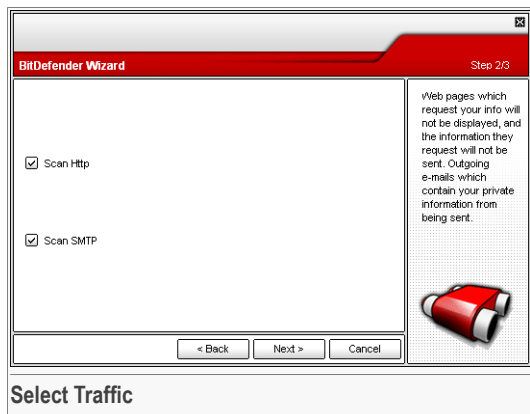 BitDefender Wizard
Step 2/3
Scan Http
Scan SMTP
Web pages which
request your info will
not be displayed, and
the information they
request will not be
sent. Outgoing
e-mails which
contain your private
information from
being sent.
< Back
Next >
Cancel
Select Traffic